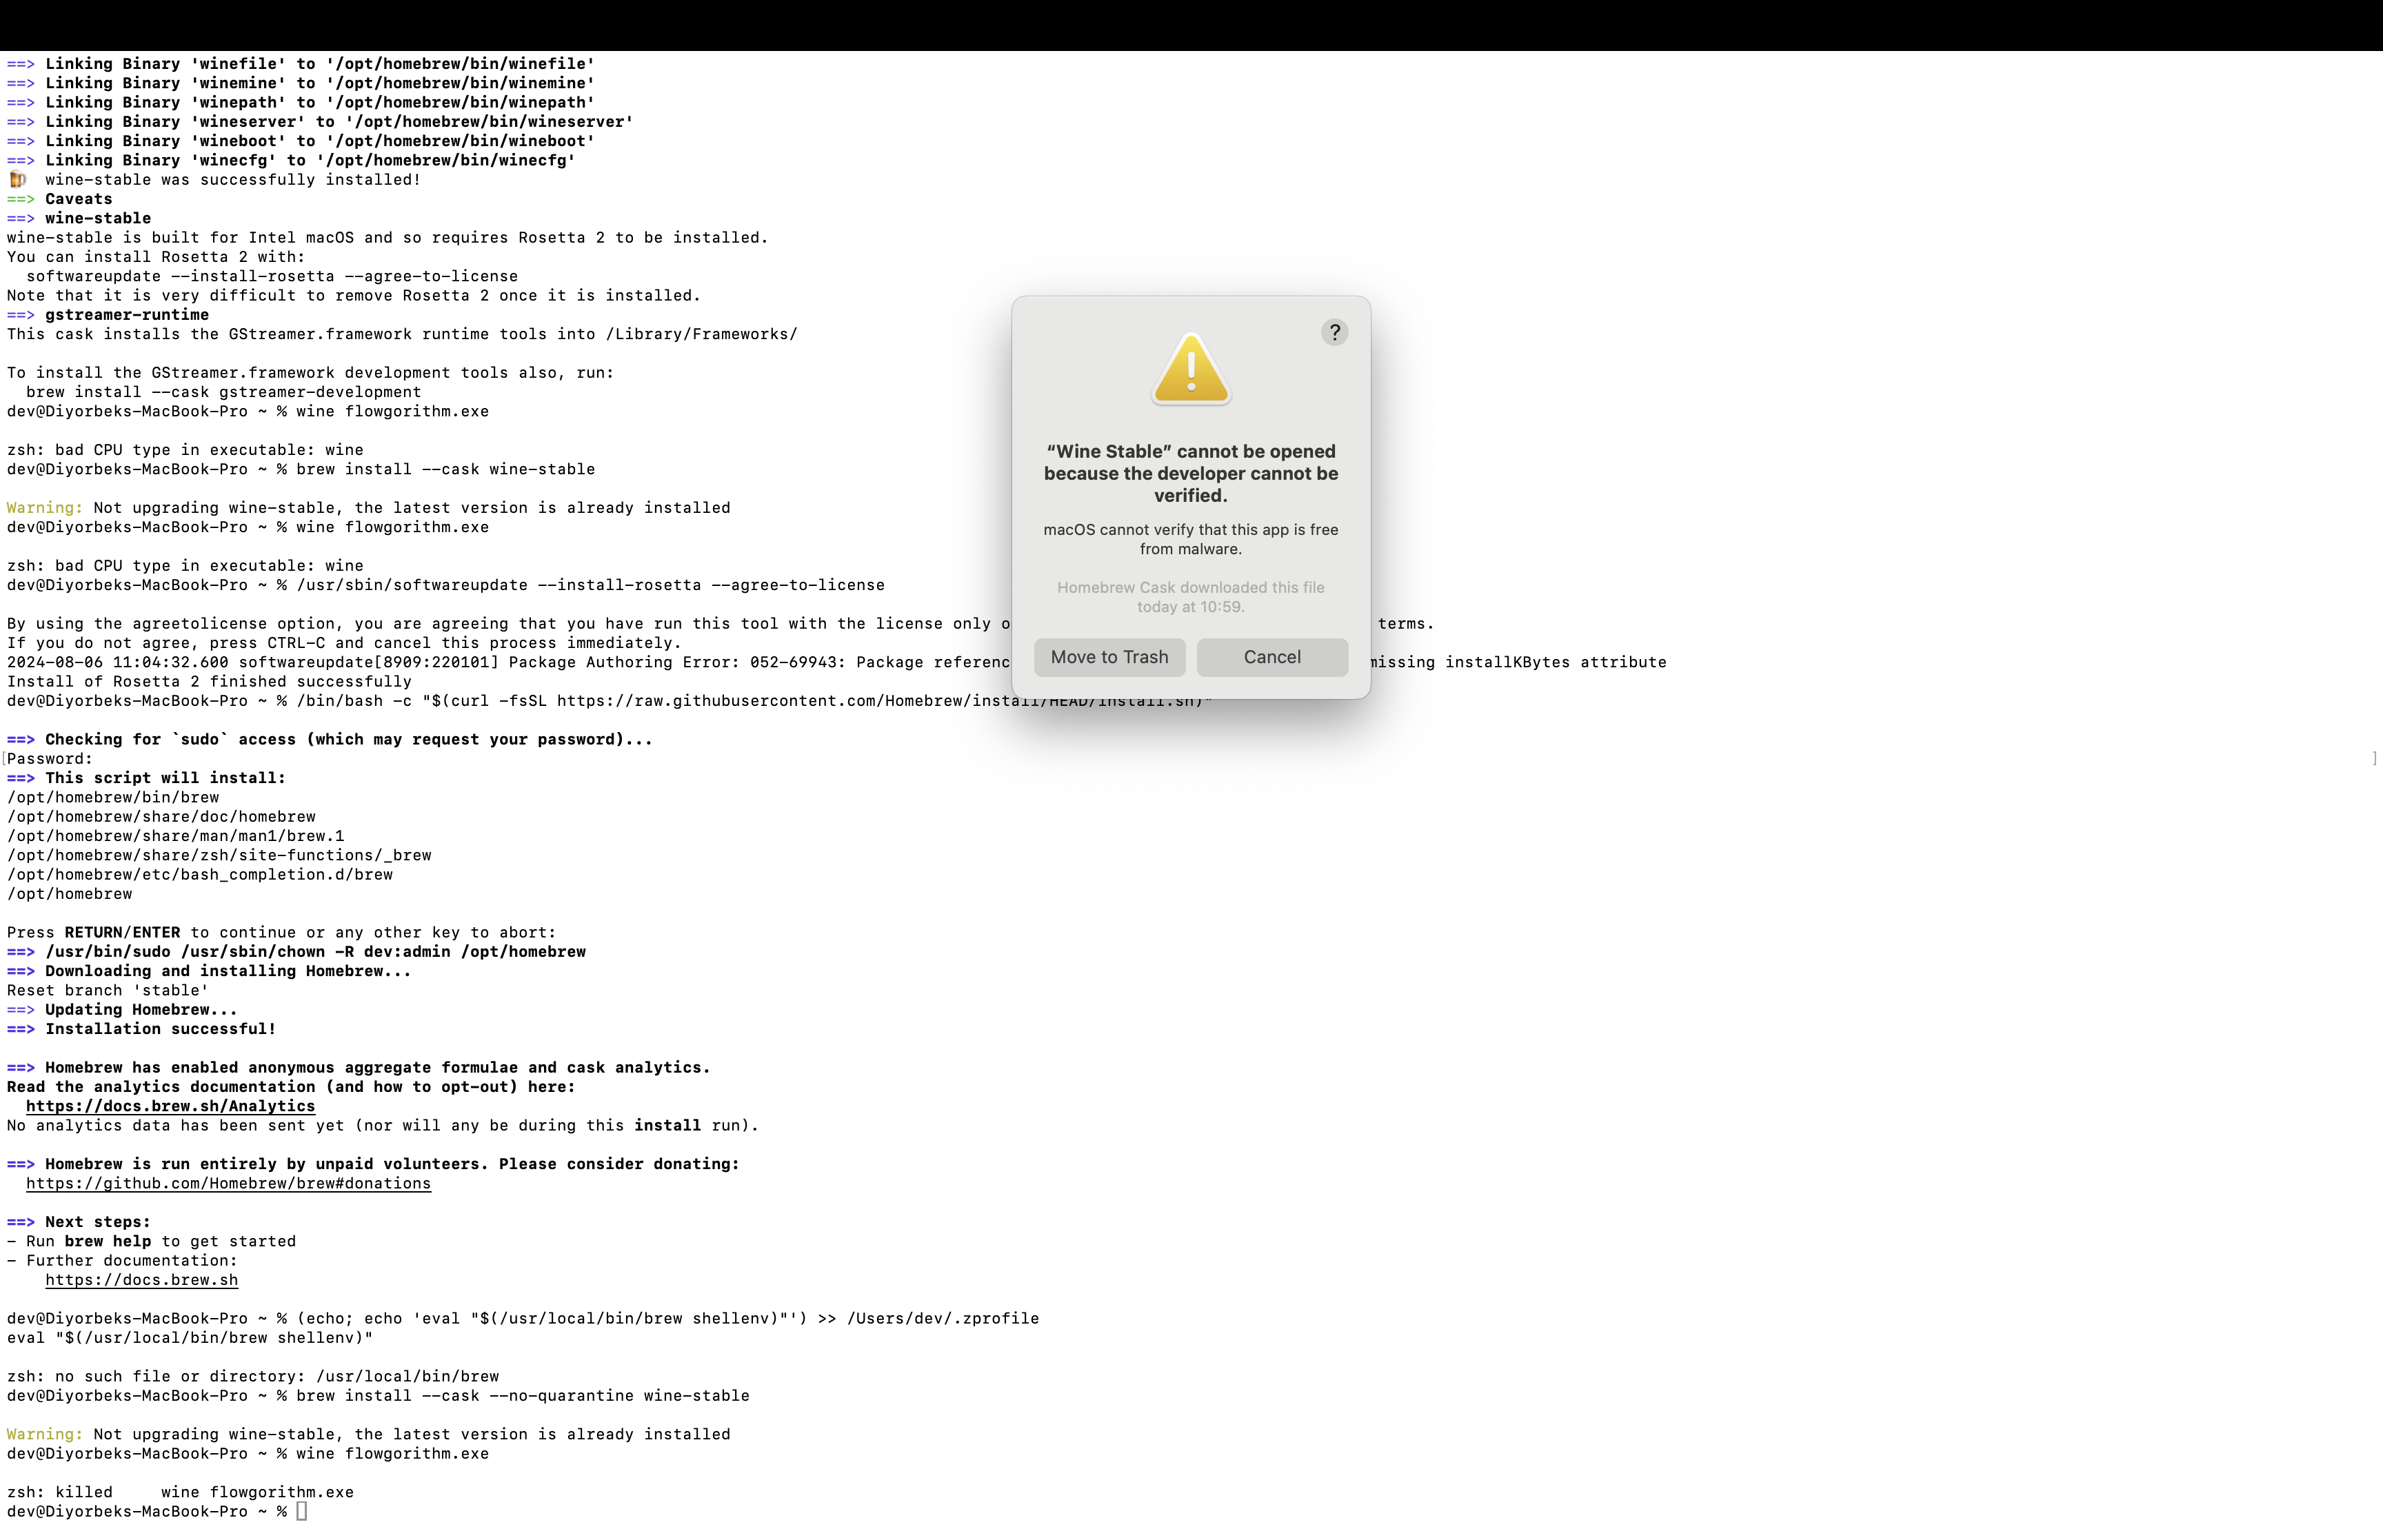 ==> Linking Binary 'winefile' to '/opt/homebrew/bin/winefile'
==> Linking Binary 'winemine' to '/opt/homebrew/bin/winemine'
==> Linking Binary 'winepath' to '/opt/homebrew/bin/winepath'
==> Linking Binary 'wineserver' to '/opt/homebrew/bin/wineserver'
==> Linking Binary 'wineboot' to '/opt/homebrew/bin/wineboot'
==> Linking Binary 'winecfg' to '/opt/homebrew/bin/winecfg'
🍺  wine-stable was successfully installed!
==> Caveats
==> wine-stable
wine-stable is built for Intel macOS and so requires Rosetta 2 to be installed.
You can install Rosetta 2 with:
  softwareupdate --install-rosetta --agree-to-license
Note that it is very difficult to remove Rosetta 2 once it is installed.
==> gstreamer-runtime
This cask installs the GStreamer.framework runtime tools into /Library/Frameworks/
To install the GStreamer.framework development tools also, run:
  brew install --cask gstreamer-development
dev@Diyorbeks-MacBook-Pro ~ % wine flowgorithm.exe
zsh: bad CPU type in executable: wine
dev@Diyorbeks-MacBook-Pro ~ % brew install --cask wine-stable
Warning: Not upgrading wine-stable, the latest version is already installed
dev@Diyorbeks-MacBook-Pro ~ % wine flowgorithm.exe
zsh: bad CPU type in executable: wine
dev@Diyorbeks-MacBook-Pro ~ % /usr/sbin/softwareupdate --install-rosetta --agree-to-license
By using the agreetolicense option, you are agreeing that you have run this tool with the license only o terms.
If you do not agree, press CTRL-C and cancel this process immediately.
2024-08-06 11:04:32.600 softwareupdate[8909:220101] Package Authoring Error: 052-69943: Package referenc missing installKBytes attribute
Install of Rosetta 2 finished successfully
dev@Diyorbeks-MacBook-Pro ~ % /bin/bash -c "$(curl -fsSL https://raw.githubusercontent.com/Homebrew/install/HEAD/install.sh)"
==> Checking for `sudo` access (which may request your password)...
[Password: ]
==> This script will install:
/opt/homebrew/bin/brew
/opt/homebrew/share/doc/homebrew
/opt/homebrew/share/man/man1/brew.1
/opt/homebrew/share/zsh/site-functions/_brew
/opt/homebrew/etc/bash_completion.d/brew
/opt/homebrew
Press RETURN/ENTER to continue or any other key to abort:
==> /usr/bin/sudo /usr/sbin/chown -R dev:admin /opt/homebrew
==> Downloading and installing Homebrew...
Reset branch 'stable'
==> Updating Homebrew...
==> Installation successful!
==> Homebrew has enabled anonymous aggregate formulae and cask analytics.
Read the analytics documentation (and how to opt-out) here:
  https://docs.brew.sh/Analytics
No analytics data has been sent yet (nor will any be during this install run).
==> Homebrew is run entirely by unpaid volunteers. Please consider donating:
  https://github.com/Homebrew/brew#donations
==> Next steps:
- Run brew help to get started
- Further documentation:
    https://docs.brew.sh
dev@Diyorbeks-MacBook-Pro ~ % (echo; echo 'eval "$(/usr/local/bin/brew shellenv)"') >> /Users/dev/.zprofile
eval "$(/usr/local/bin/brew shellenv)"
zsh: no such file or directory: /usr/local/bin/brew
dev@Diyorbeks-MacBook-Pro ~ % brew install --cask --no-quarantine wine-stable
Warning: Not upgrading wine-stable, the latest version is already installed
dev@Diyorbeks-MacBook-Pro ~ % wine flowgorithm.exe
zsh: killed     wine flowgorithm.exe
dev@Diyorbeks-MacBook-Pro ~ %
?
“Wine Stable” cannot be opened
because the developer cannot be
verified.
macOS cannot verify that this app is free
from malware.
Homebrew Cask downloaded this file
today at 10:59.
Move to Trash
Cancel